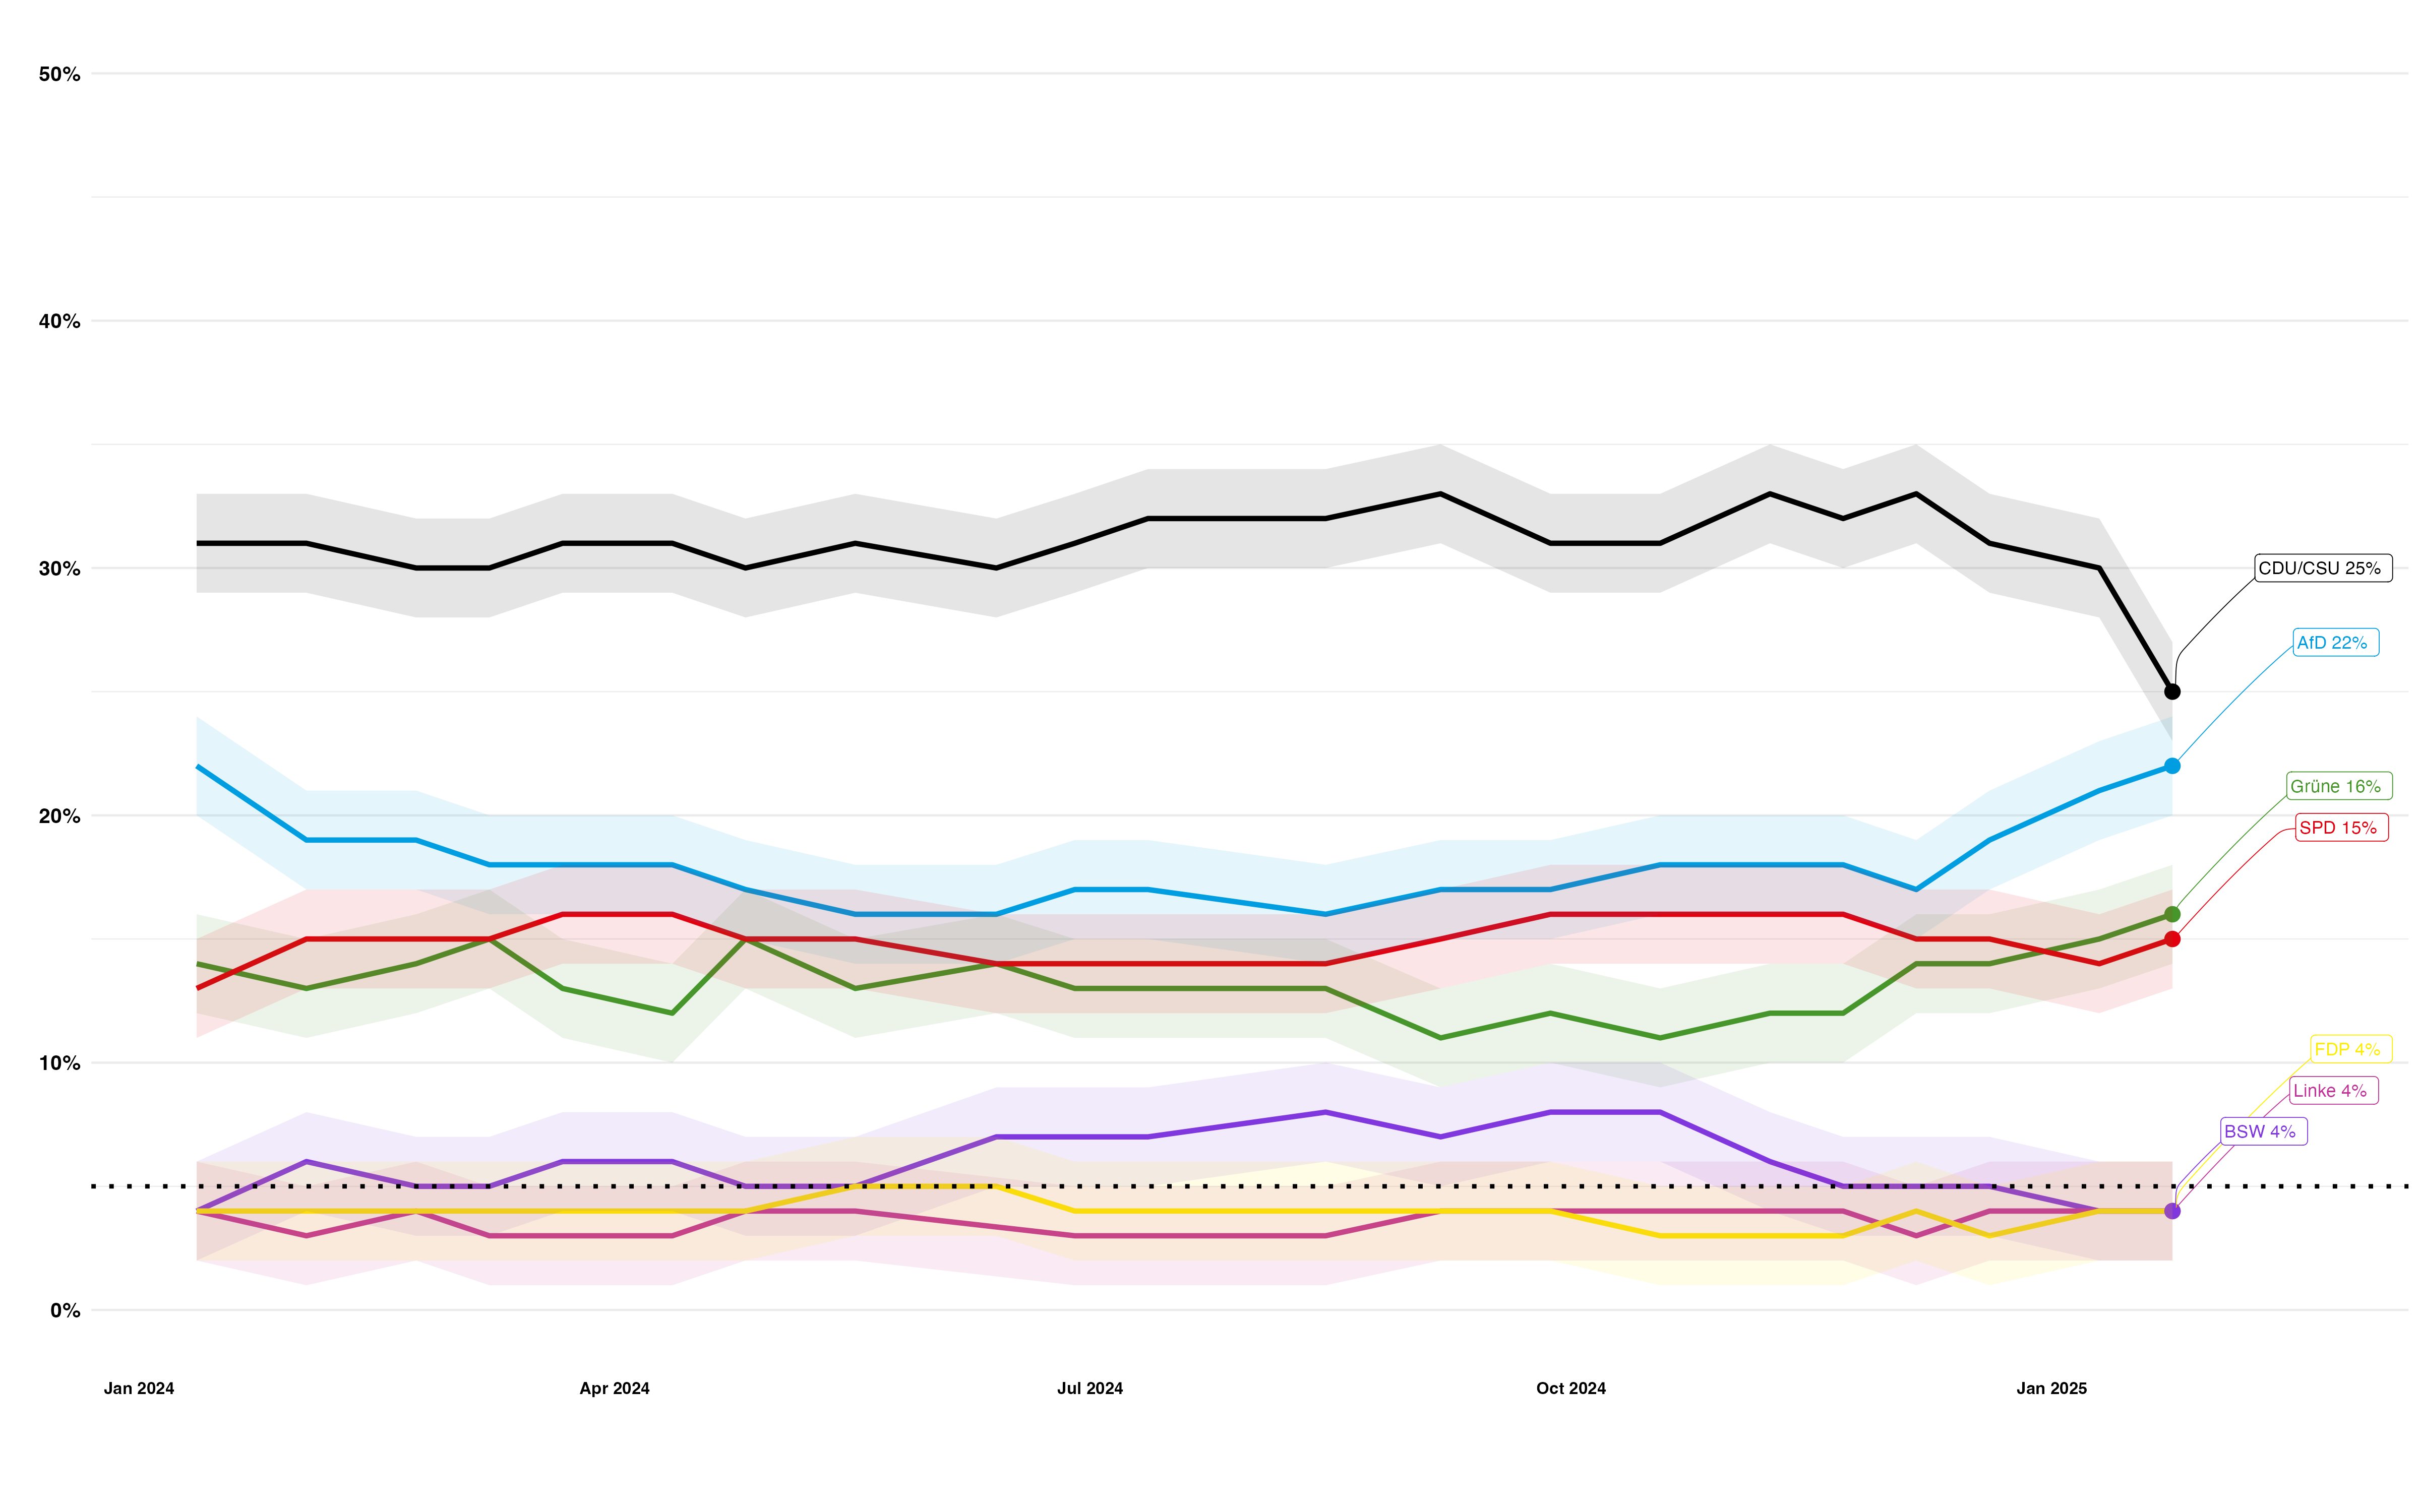 50%
40%
30%
20%
10%
0%
CDU/CSU 25%
AfD 22%
Grüne 16%
SPD 15%
FDP 4%
Linke 4%
BSW 4%
Jan 2024
Apr 2024
Jul 2024
Oct 2024
Jan 2025